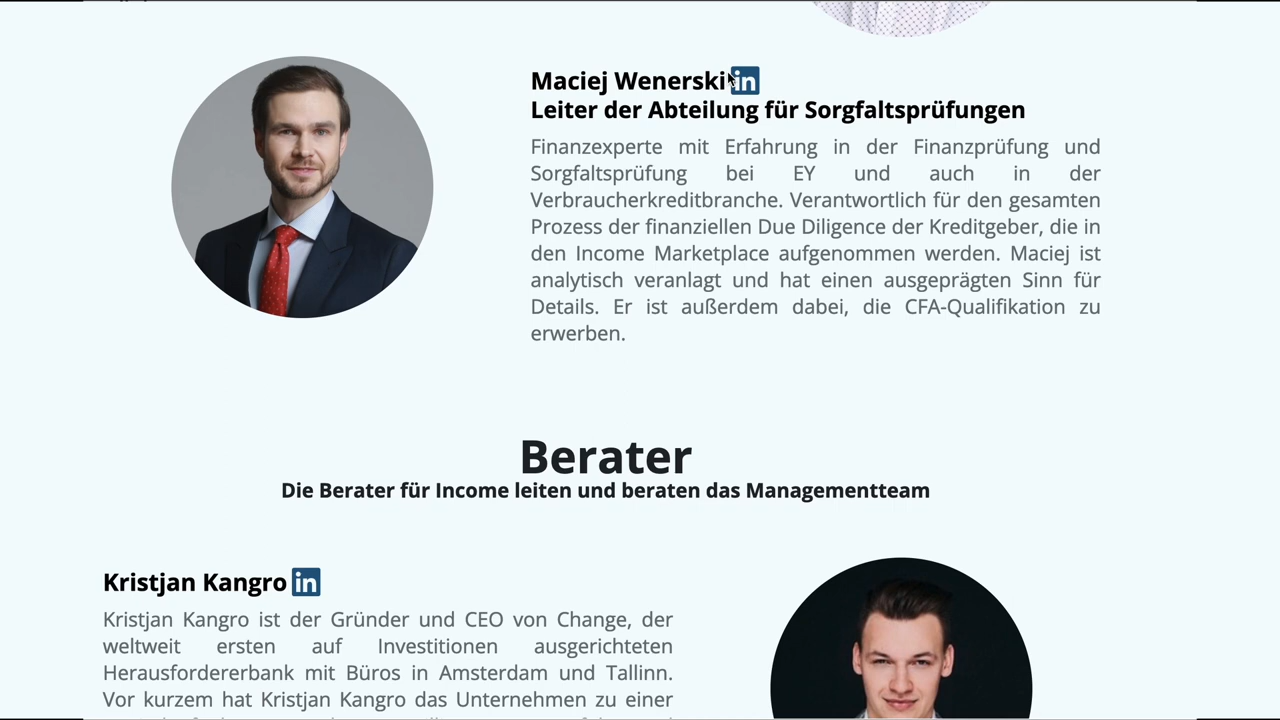 Maciej Wenerski in
Leiter der Abteilung für Sorgfaltsprüfungen
Finanzexperte mit Erfahrung in der Finanzprüfung und
Sorgfaltsprüfung bei EY und auch in der
Verbraucherkreditbranche. Verantwortlich für den gesamten
Prozess der finanziellen Due Diligence der Kreditgeber, die in
den Income Marketplace aufgenommen werden. Maciej ist
analytisch veranlagt und hat einen ausgeprägten Sinn für
Details. Er ist außerdem dabei, die CFA-Qualifikation zu
erwerben.
Berater
Die Berater für Income leiten und beraten das Managementteam
Kristjan Kangro in
Kristjan Kangro ist der Gründer und CEO von Change, der
weltweit ersten auf Investitionen ausgerichteten
Herausfordererbank mit Büros in Amsterdam und Tallinn.
Vor kurzem hat Kristjan Kangro das Unternehmen zu einer